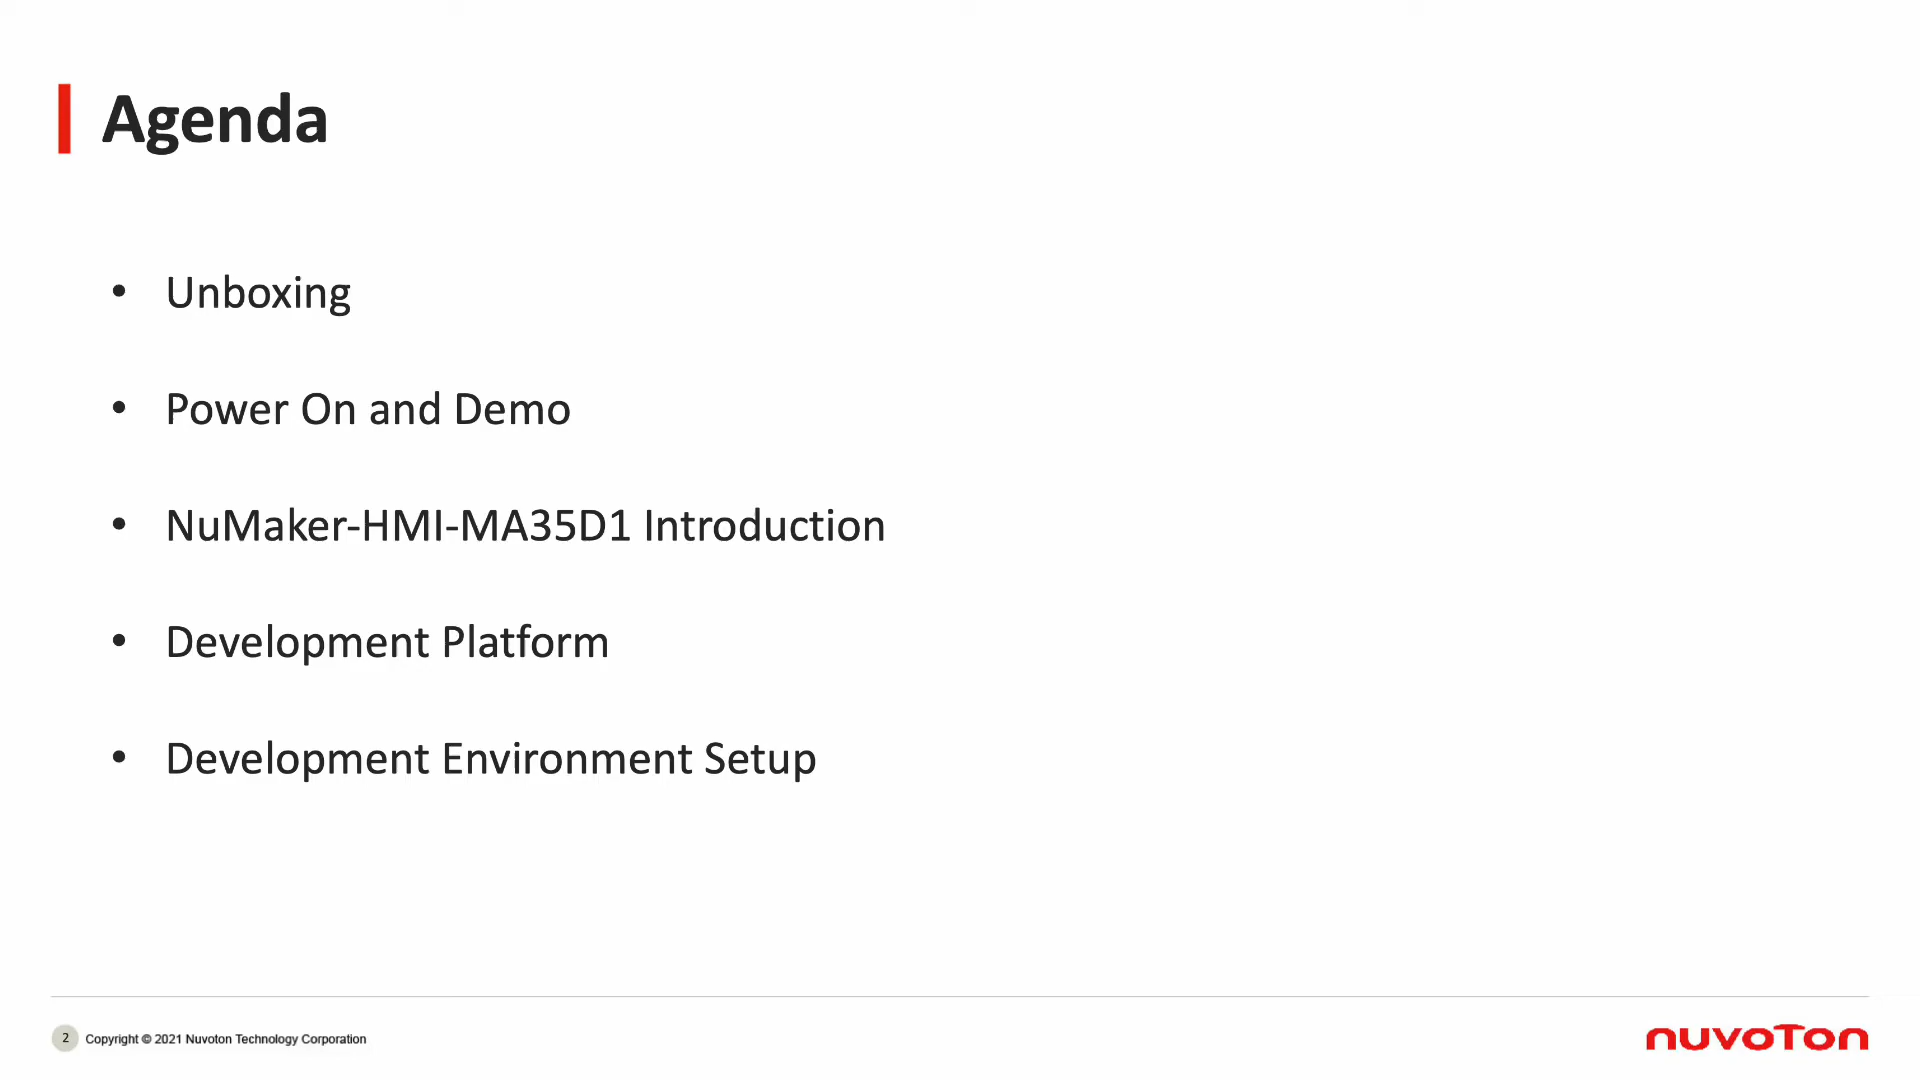 Agenda
• Unboxing
• Power On and Demo
• NuMaker-HMI-MA35D1 Introduction
• Development Platform
• Development Environment Setup
2 Copyright © 2021 Nuvoton Technology Corporation
nuvoTon